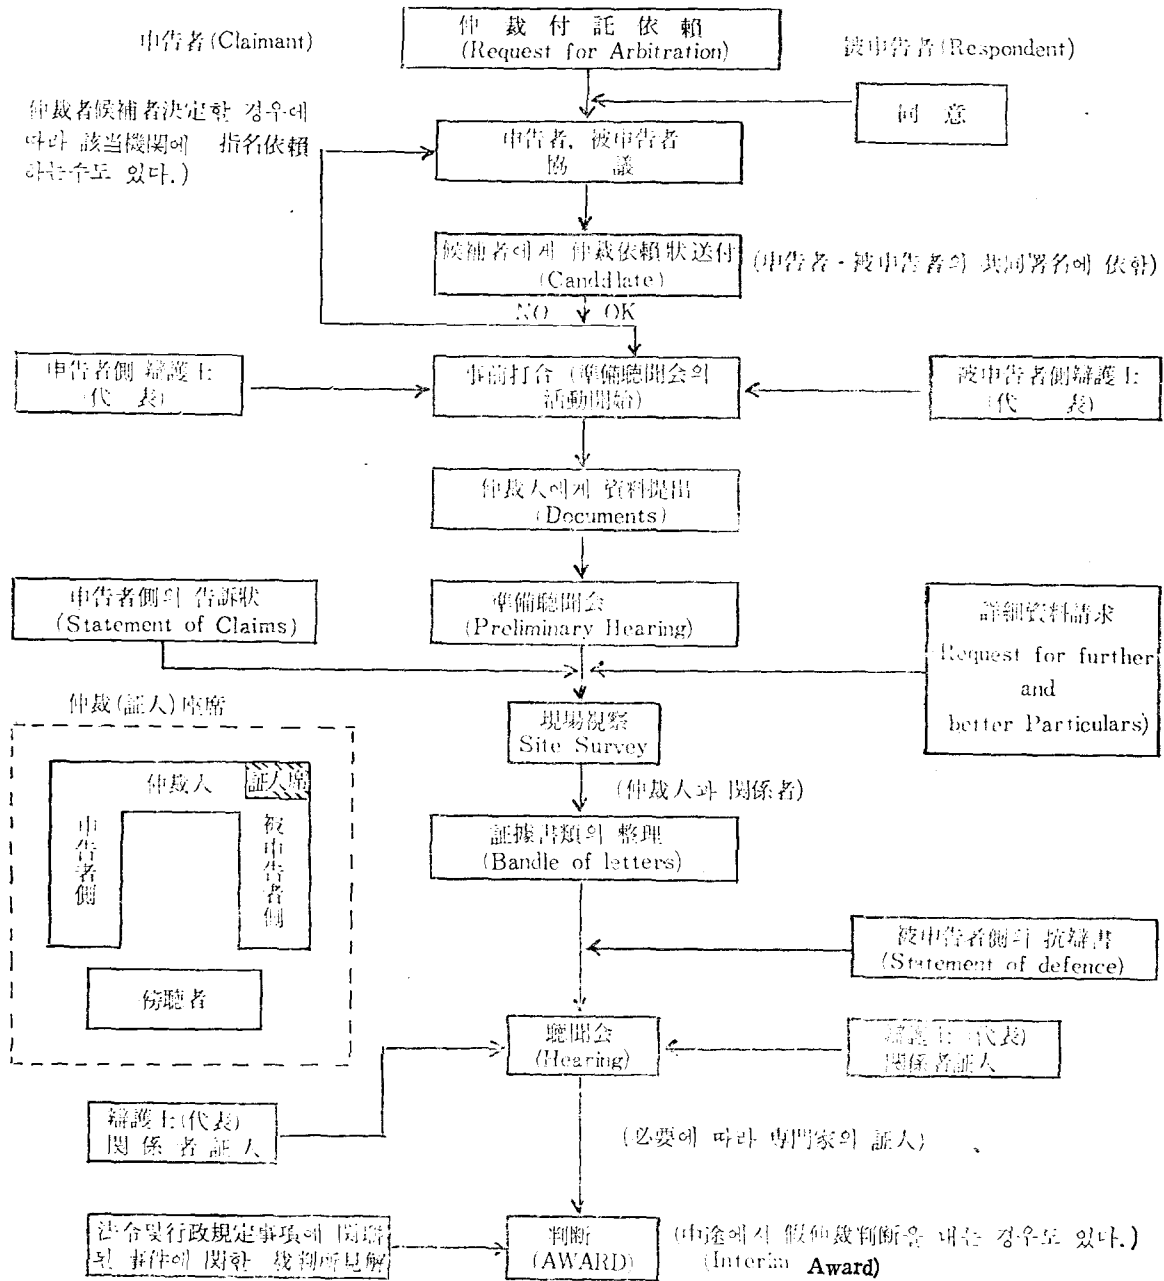 申告者(Claimant)
仲裁付託依賴
(Request for Arbitration)
被申告者(Respondent)
同意
仲裁者候補者決定할 경우에
따라 該当機関에 指名依賴
하는수도 있다.)
申告者, 被申告者
協議
候補者에게 仲裁依賴狀送付
(Canddlate)
(申告者·被申告者의 共同署名에 依함)
NO OK
申告者側 辯護士
(代 表)
事前打合 (準備聴聞会의
活動開始)
被申告者側辯護士
(代 表)
仲裁人에게 資料提出
(Documents)
申告者側의 告訴狀
(Statement of Claims)
準備聴聞会
(Preliminary Hearing)
詳細資料請求
Request for further
and
better Particulars)
仲裁(証人)座席
仲裁人
証人席
申告者側
被申告者側
傍聴者
現場視察
Site Survey
(仲裁人과 関係者)
証據書類의 整理
(Bandle of letters)
被申告者側의 抗辯書
(Statement of defence)
聴聞会
(Hearing)
辯護士 (代表)
関係者証人
辯護士(代表)
関係者証人
(必要에 따라 専門家의 証人)
法令및行政規定事項에 関聯
된 事件에 関한 裁判所見解
判断
(AWARD)
(中途에서 假仲裁判断을 내는 경우도 있다.)
(Interim Award)